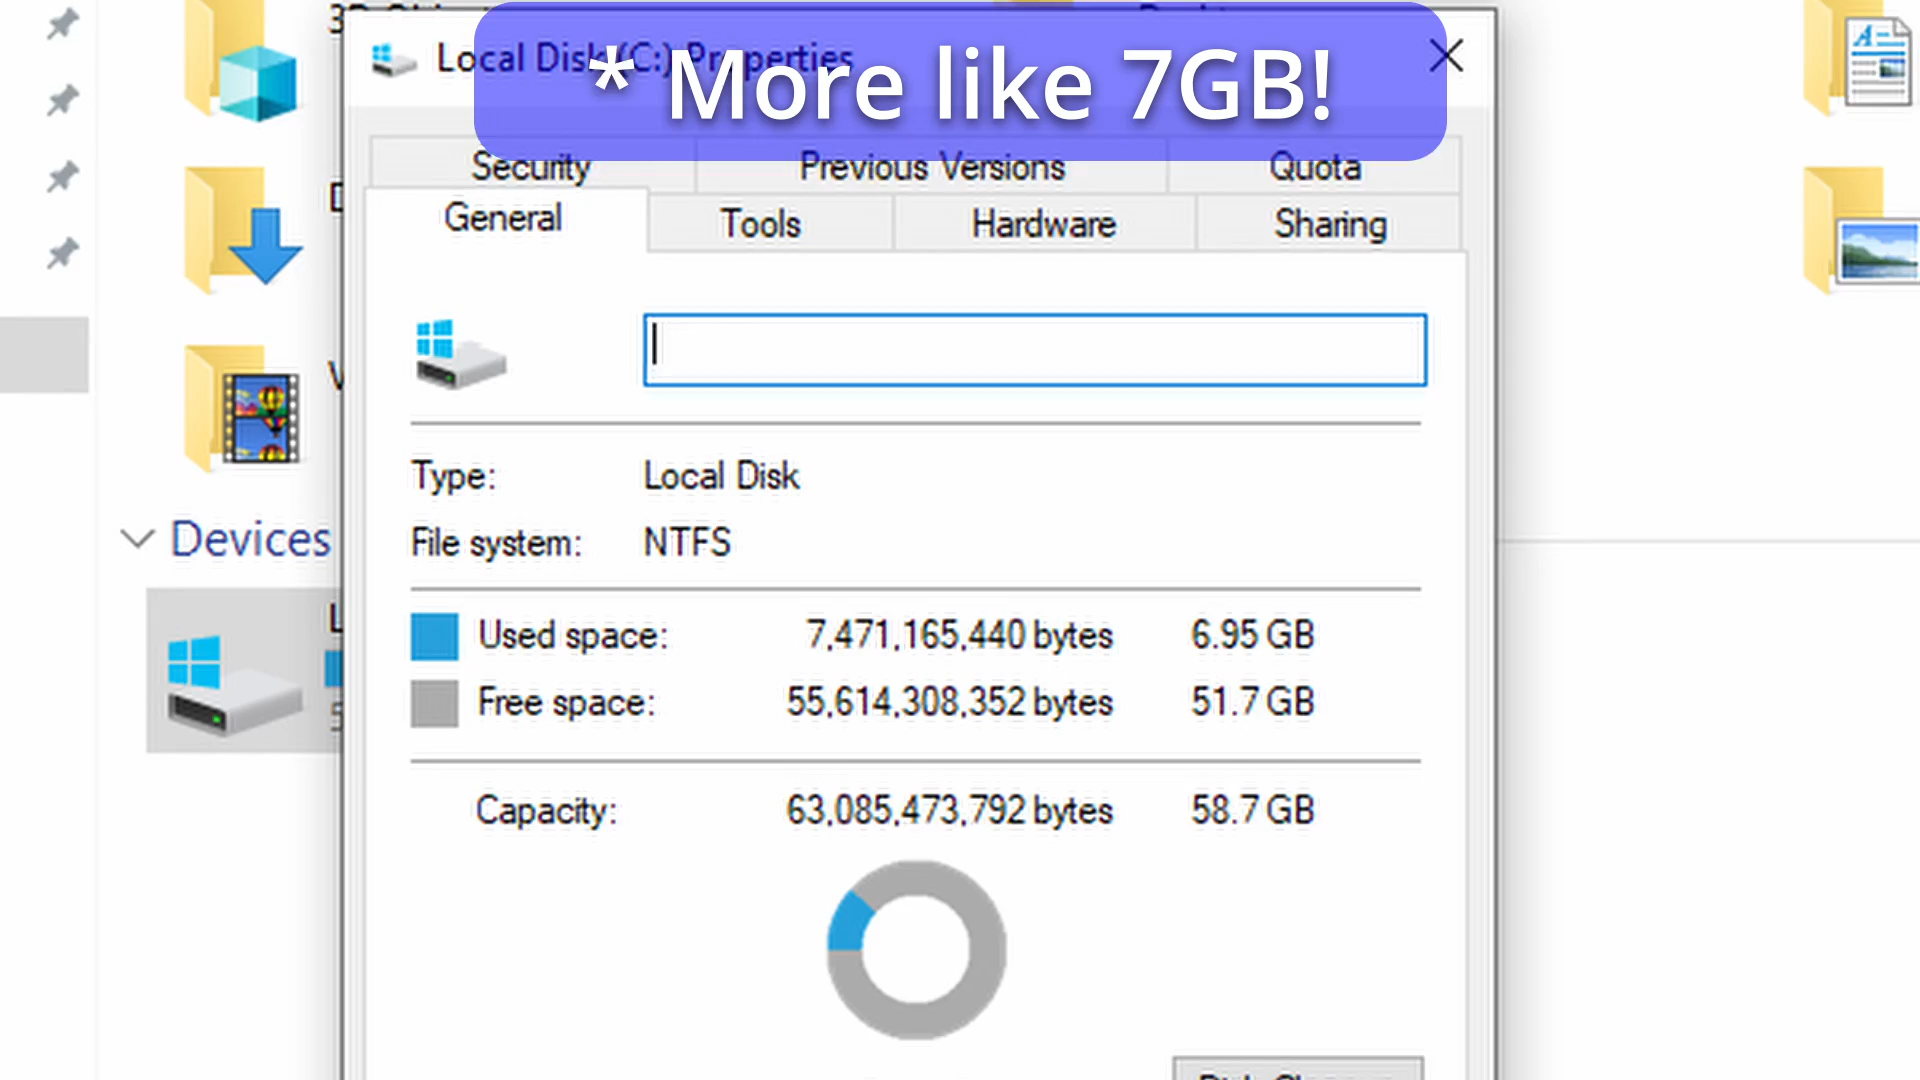 * More like 7GB!
Local Disk (C:) Properties
Security Previous Versions Quota
General Tools Hardware Sharing
Type: Local Disk
File system: NTFS
Devices
Used space: 7,471,165,440 bytes 6.95 GB
Free space: 55,614,308,352 bytes 51.7 GB
Capacity: 63,085,473,792 bytes 58.7 GB